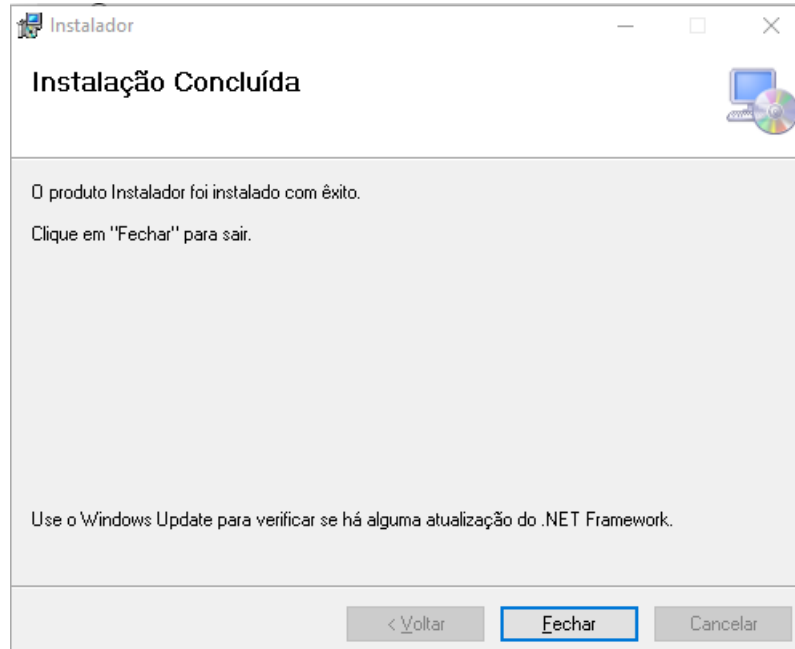 Instalador
Instalação Concluída
O produto Instalador foi instalado com êxito.
Clique em "Fechar" para sair.
Use o Windows Update para verificar se há alguma atualização do .NET Framework.
< Voltar
Fechar
Cancelar